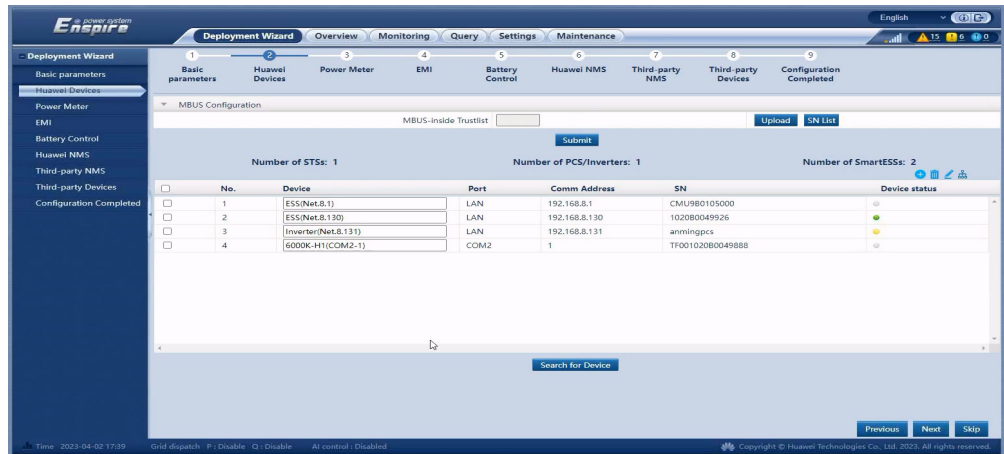 e power system
Enspire
English
Deployment Wizard Overview Monitoring Query Settings Maintenance
15 6 0
Deployment Wizard
Basic parameters
Huawei Devices
Power Meter
EMI
Battery Control
Huawei NMS
Third-party NMS
Third-party Devices
Configuration Completed
1 2 3 4 5 6 7 8 9
Basic parameters
Huawei Devices
Power Meter
EMI
Battery Control
Huawei NMS
Third-party NMS
Third-party Devices
Configuration Completed
MBUS Configuration
MBUS-inside Trustlist
Upload SN List
Submit
Number of STSs: 1 Number of PCS/Inverters: 1 Number of SmartESSs: 2
No. Device Port Comm Address SN Device status
1 ESS(Net.8.1) LAN 192.168.8.1 CMU9B0105000
2 ESS(Net.8.130) LAN 192.168.8.130 1020B0049926
3 Inverter(Net.8.131) LAN 192.168.8.131 anmingpcs
4 6000K-H1(COM2-1) COM2 1 TF001020B0049888
Search for Device
Previous Next Skip
Time 2023-04-02 17:39 Grid dispatch P : Disable Q : Disable AI control : Disabled Copyright © Huawei Technologies Co., Ltd. 2023. All rights reserved.